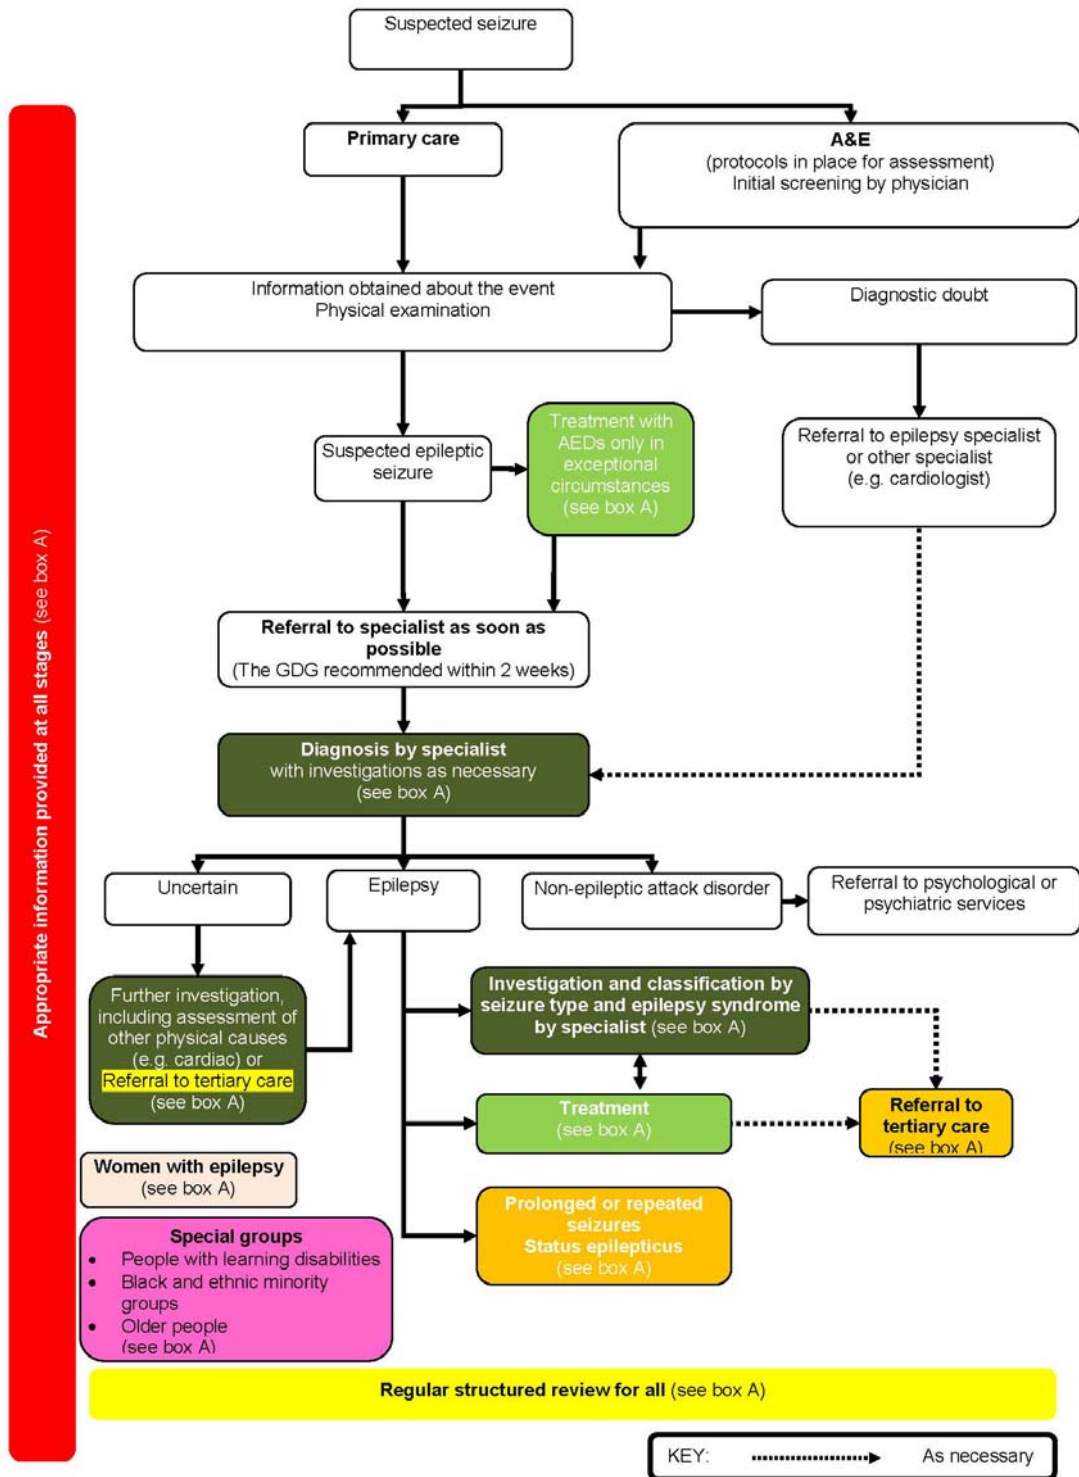 Suspected seizure
Primary care
A&E
(protocols in place for assessment)
Initial screening by physician
Information obtained about the event
Physical examination
Diagnostic doubt
Treatment with
AEDs only in
exceptional
circumstances
(see box A)
Suspected epileptic
seizure
Referral to epilepsy specialist
or other specialist
(e.g. cardiologist)
Referral to specialist as soon as
possible
(The GDG recommended within 2 weeks)
Diagnosis by specialist
with investigations as necessary
(see box A)
Uncertain
Epilepsy
Non-epileptic attack disorder
Referral to psychological or
psychiatric services
Further investigation,
including assessment of
other physical causes
(e.g. cardiac) or
Referral to tertiary care
(see box A)
Investigation and classification by
seizure type and epilepsy syndrome
by specialist (see box A)
Treatment
(see box A)
Referral to
tertiary care
(see box A)
Women with epilepsy
(see box A)
Prolonged or repeated
seizures
Status epilepticus
(see box A)
Special groups
• People with learning disabilities
• Black and ethnic minority
groups
• Older people
(see box A)
Appropriate information provided at all stages (see box A)
Regular structured review for all (see box A)
KEY: As necessary